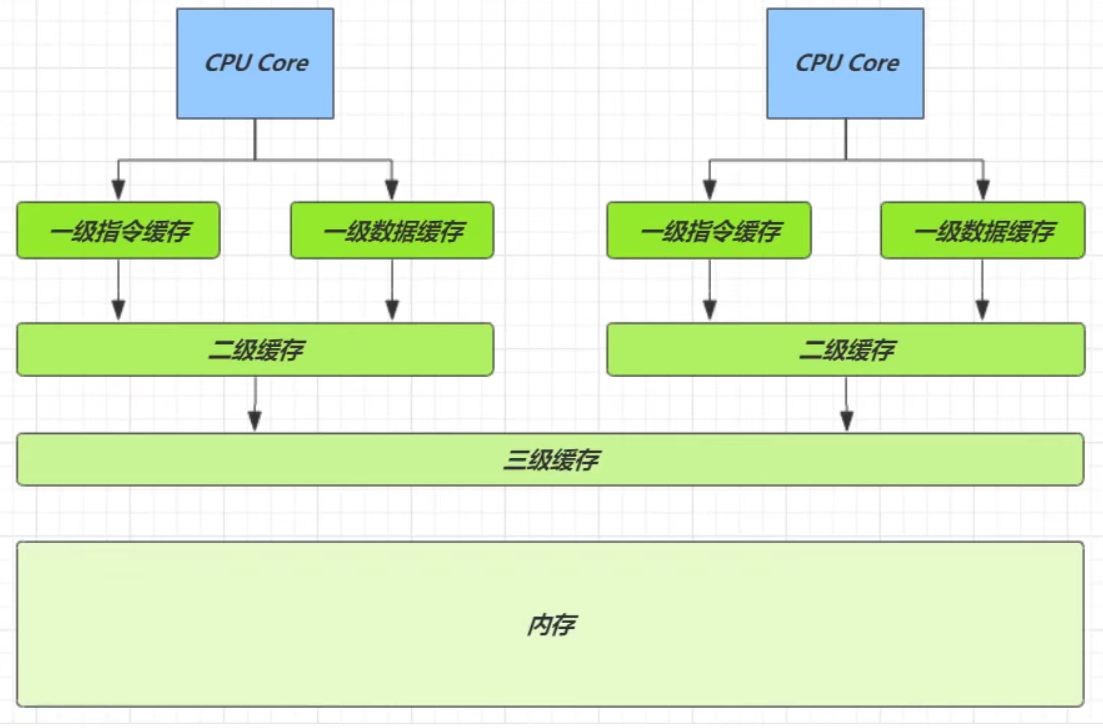 CPU Core
CPU Core
一级指令缓存
一级数据缓存
一级指令缓存
一级数据缓存
二级缓存
二级缓存
三级缓存
内存